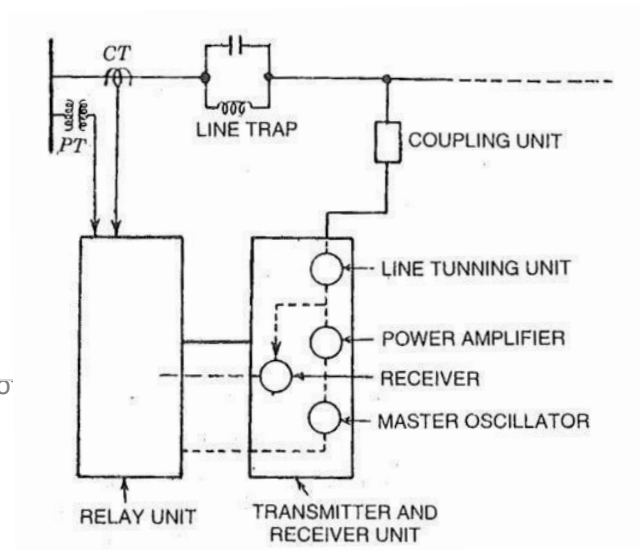 CT
LINE TRAP
PT
COUPLING UNIT
LINE TUNNING UNIT
POWER AMPLIFIER
RECEIVER
MASTER OSCILLATOR
RELAY UNIT
TRANSMITTER AND
RECEIVER UNIT